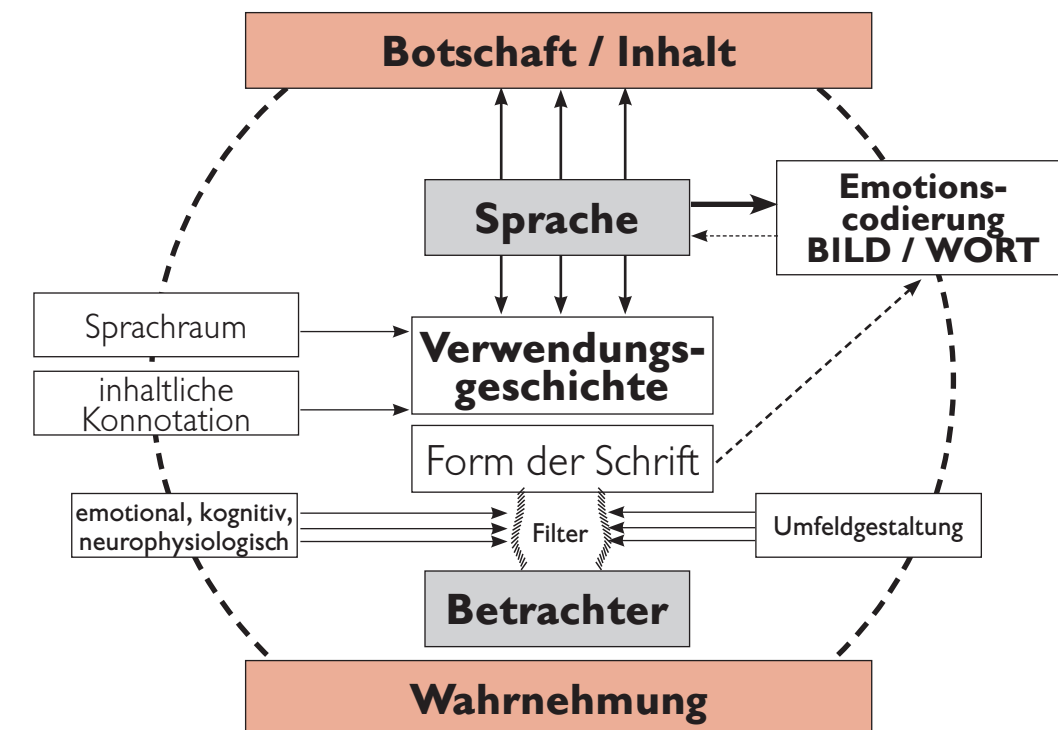 Botschaft / Inhalt
Emotions-
codierung
BILD / WORT
Sprache
Sprachraum
Verwendungs-
geschichte
inhaltliche
Konnotation
Form der Schrift
emotional, kognitiv,
neurophysiologisch
Filter
Umfeldgestaltung
Betrachter
Wahrnehmung